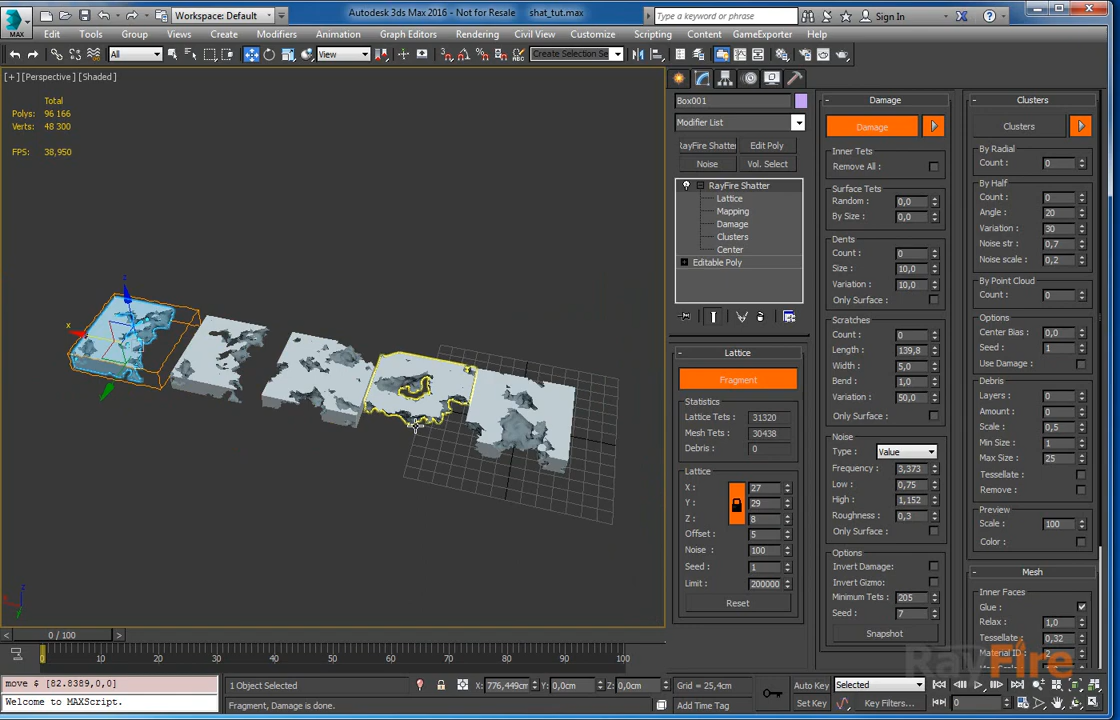 Autodesk 3ds Max 2016 - Not for Resale    shat_tut.max
MAX
Workspace: Default
Type a keyword or phrase
Sign In
Edit Tools Group Views Create Modifiers Animation Graph Editors Rendering Civil View Customize Scripting Content GameExporter Help
All
View
Create Selection Se
[+] [Perspective] [Shaded]
Total
Polys: 96 166
Verts: 48 300
FPS: 38,950
z
x
Box001
Modifier List
RayFire Shatter
Edit Poly
Noise
Vol. Select
RayFire Shatter
Lattice
Mapping
Damage
Clusters
Center
Editable Poly
Lattice
Fragment
Statistics
Lattice Tets : 31320
Mesh Tets : 30438
Debris : 0
Lattice
X : 27
Y : 29
Z : 8
Offset : 5
Noise : 100
Seed : 1
Limit : 200000
Reset
Damage
Damage
Inner Tets
Remove All :
Surface Tets
Random : 0,0
By Size : 0,0
Dents
Count : 0
Size : 10,0
Variation : 10,0
Only Surface :
Scratches
Count : 0
Length : 139,8
Width : 5,0
Bend : 1,0
Variation : 50,0
Only Surface :
Noise
Type : Value
Frequency : 3,373
Low : 0,75
High : 1,152
Roughness : 0,3
Only Surface :
Options
Invert Damage:
Invert Gizmo:
Minimum Tets : 205
Seed : 7
Snapshot
Clusters
Clusters
By Radial
Count : 0
By Half
Count : 0
Angle : 20
Variation : 30
Noise str : 0,7
Noise scale : 0,2
By Point Cloud
Count : 0
Options
Center Bias : 0,0
Seed : 1
Use Damage :
Debris
Layers : 0
Amount : 0
Scale : 0,5
Min Size : 1
Max Size : 25
Tessellate :
Remove :
Preview
Scale : 100
Color :
Mesh
Inner Faces
Glue :
Relax : 1,0
Tessellate : 0,32
Material ID : 2
RayFire
0 / 100
0 10 20 30 40 50 60 70 80 90 100
move $ [82.8389,0,0]
Welcome to MAXScript.
1 Object Selected
X: 776,449cm
Y: 0,0cm
Z: 0,0cm
Grid = 25,4cm
Auto Key
Selected
Fragment, Damage is done.
Add Time Tag
Set Key
Key Filters...
0